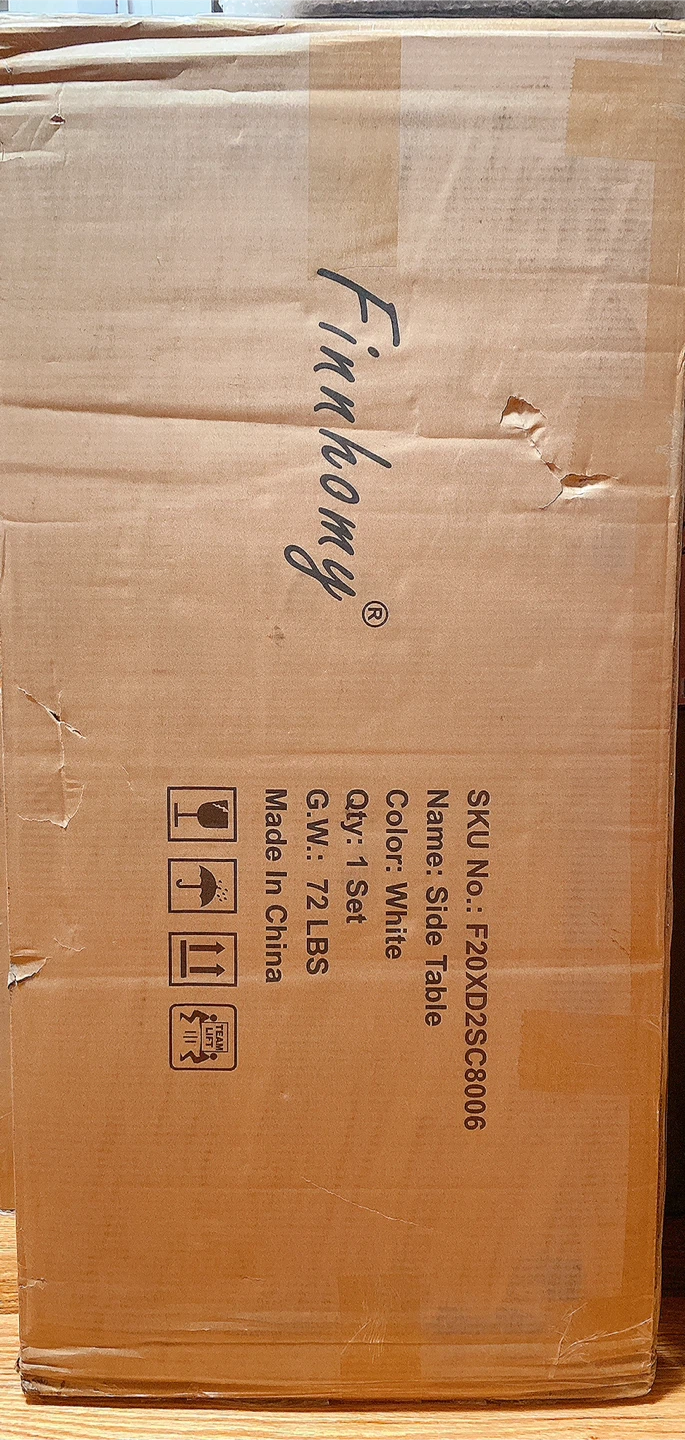 Finnhomy®
SKU No.: F20XD2SC8006
Name: Side Table
Color: White
Qty: 1 Set
G.W.: 72 LBS
Made In China
TEAM
LIFT